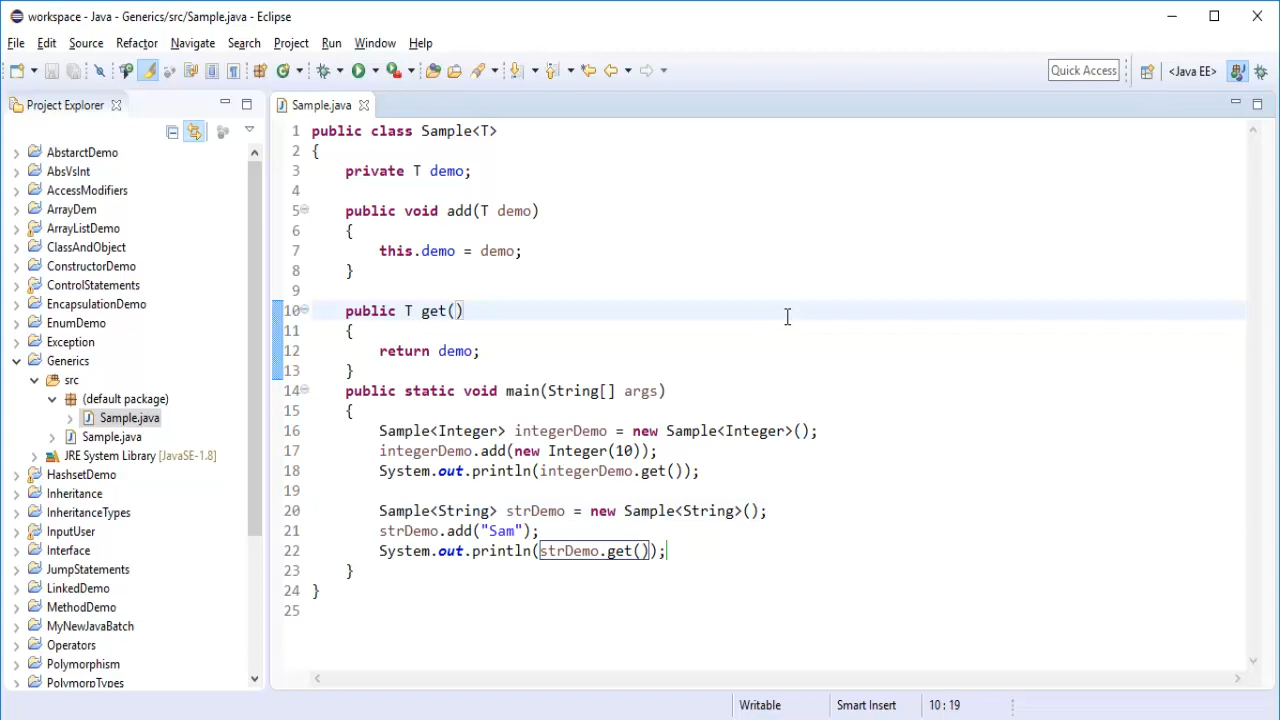 workspace - Java - Generics/src/Sample.java - Eclipse
File Edit Source Refactor Navigate Search Project Run Window Help
Quick Access <Java EE>
Project Explorer
AbstarctDemo
AbsVsInt
AccessModifiers
ArrayDem
ArrayListDemo
ClassAndObject
ConstructorDemo
ControlStatements
EncapsulationDemo
EnumDemo
Exception
Generics
src
(default package)
Sample.java
Sample.java
JRE System Library [JavaSE-1.8]
HashsetDemo
Inheritance
InheritanceTypes
InputUser
Interface
JumpStatements
LinkedDemo
MethodDemo
MyNewJavaBatch
Operators
Polymorphism
PolymorpTypes
Sample.java
1 public class Sample<T>
2 {
3 private T demo;
4
5 public void add(T demo)
6 {
7 this.demo = demo;
8 }
9
10 public T get()
11 {
12 return demo;
13 }
14 public static void main(String[] args)
15 {
16 Sample<Integer> integerDemo = new Sample<Integer>();
17 integerDemo.add(new Integer(10));
18 System.out.println(integerDemo.get());
19
20 Sample<String> strDemo = new Sample<String>();
21 strDemo.add("Sam");
22 System.out.println(strDemo.get());
23 }
24 }
25
Writable Smart Insert 10 : 19